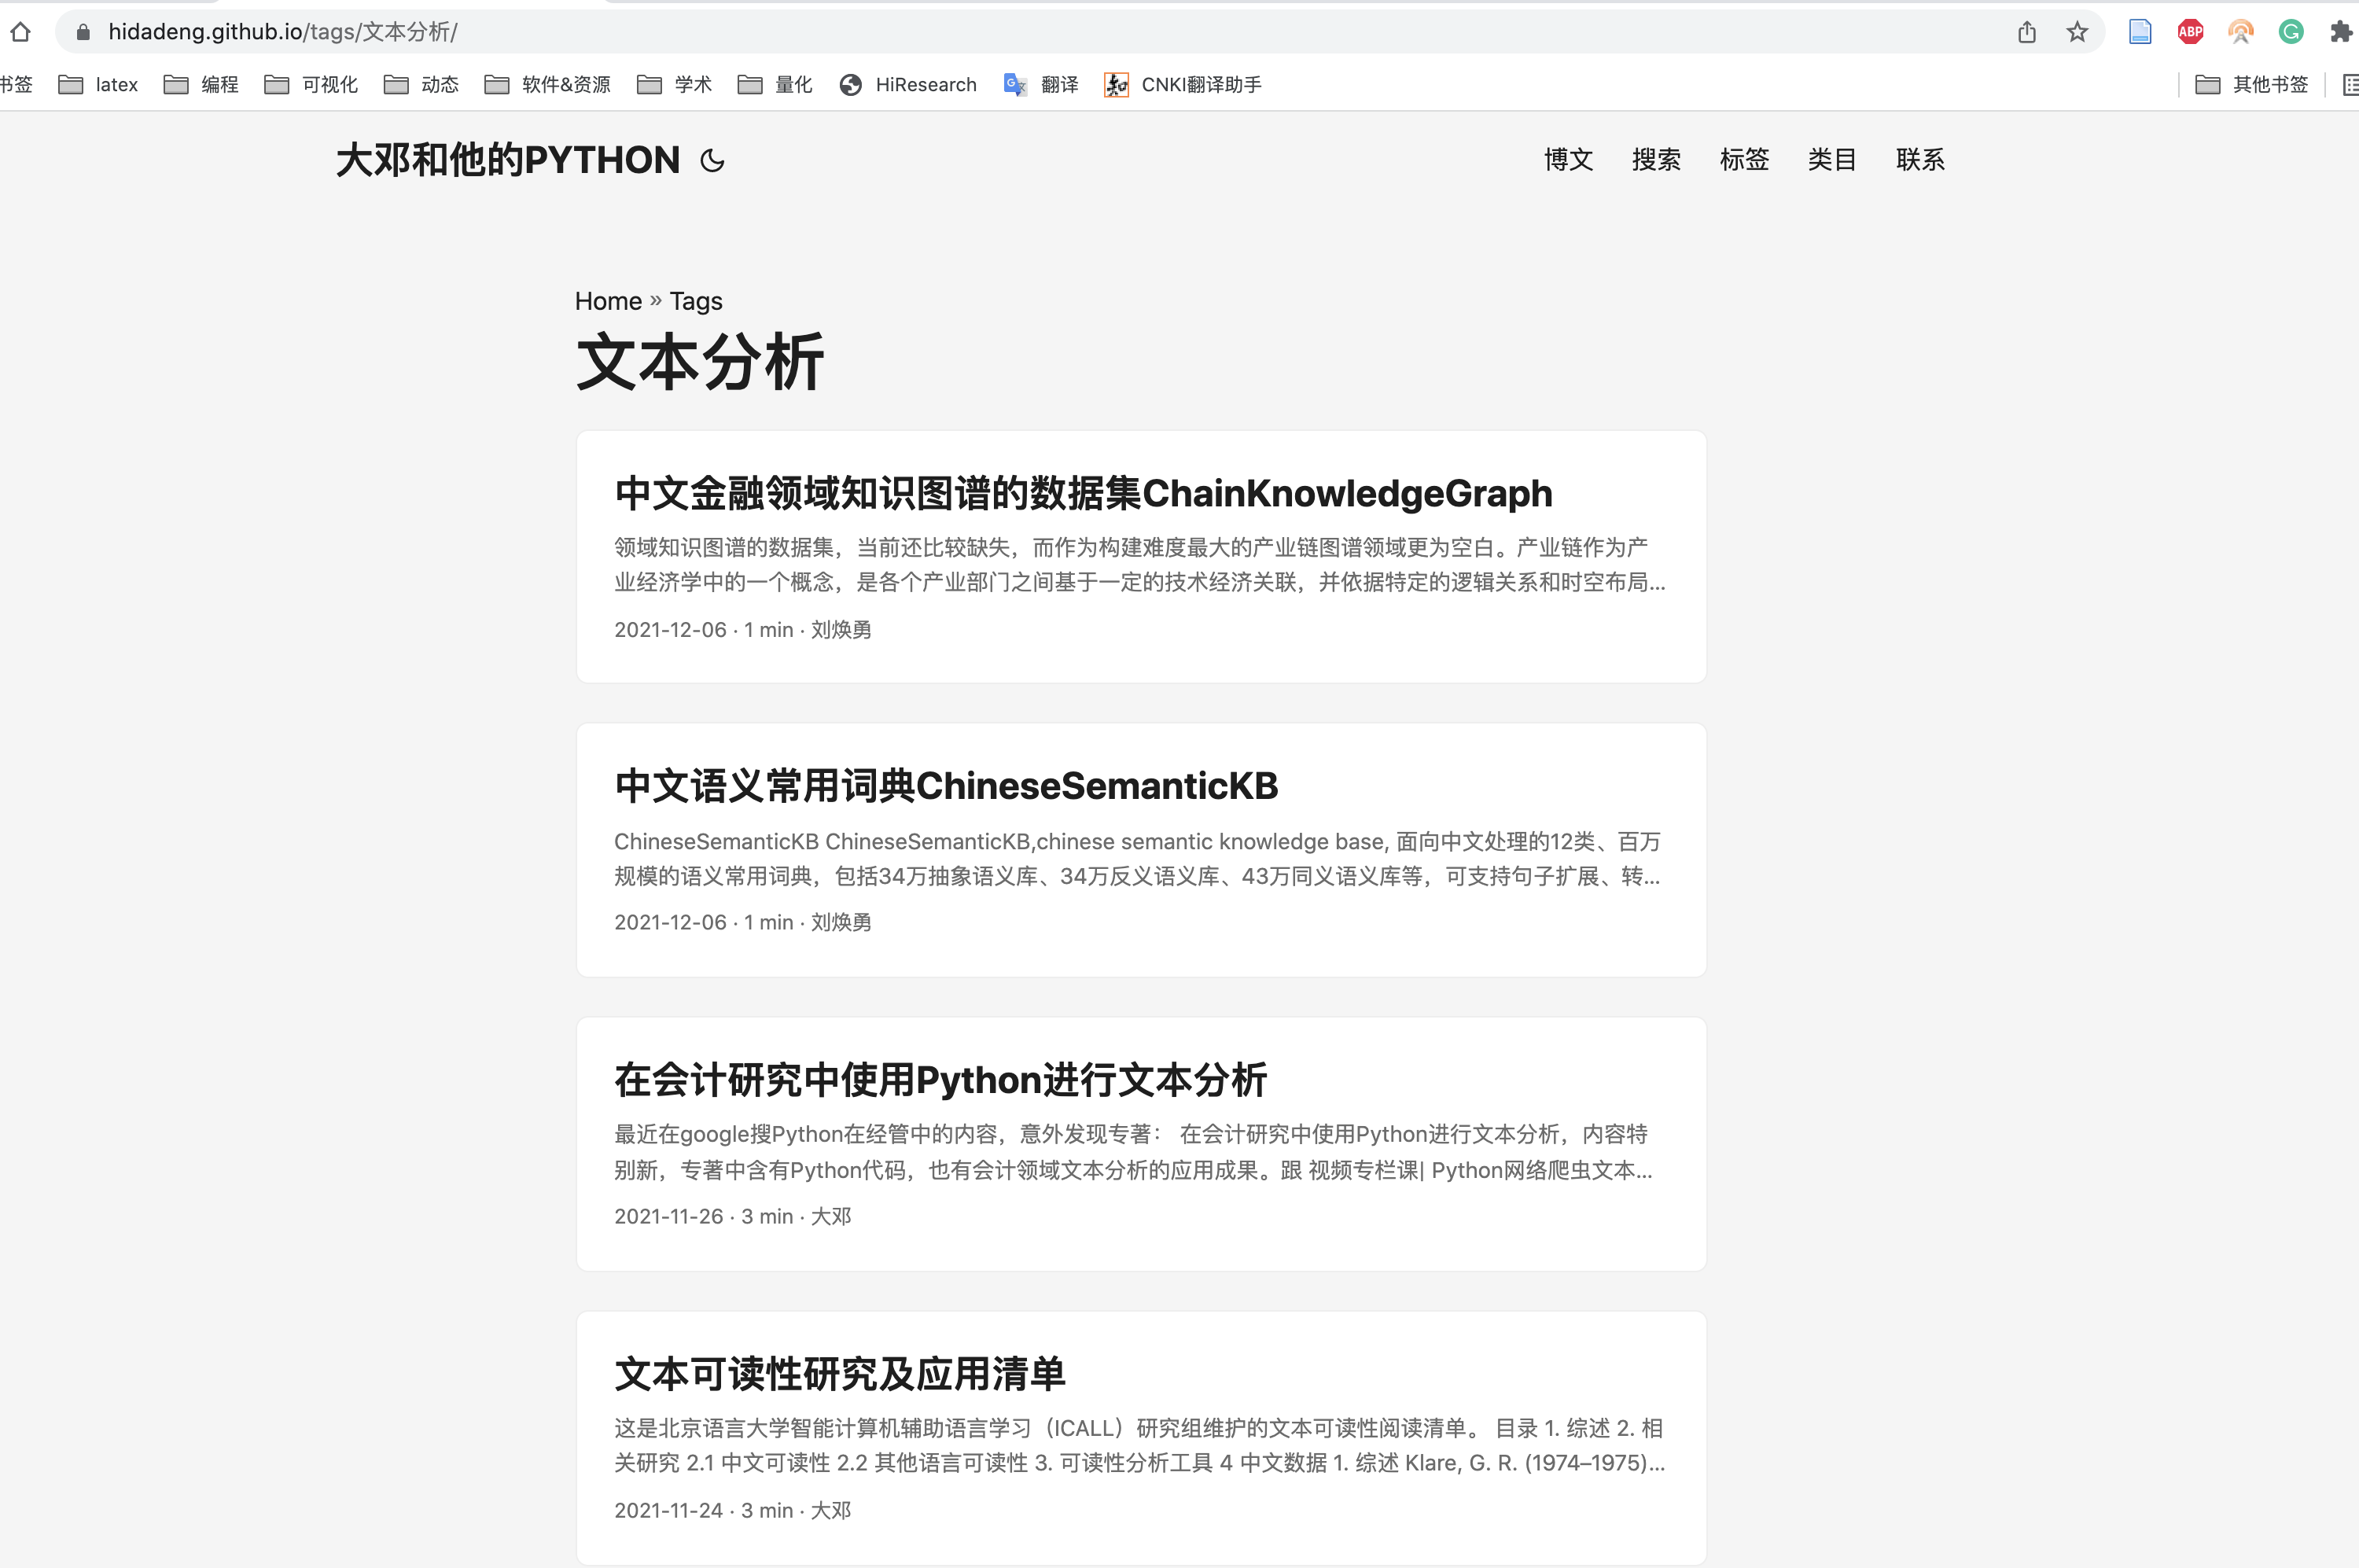 hidadeng.github.io/tags/文本分析/
ABP
书签 latex 编程 可视化 动态 软件&资源 学术 量化 HiResearch 翻译 CNKI翻译助手 其他书签
大邓和他的PYTHON
博文 搜索 标签 类目 联系
Home » Tags
文本分析
中文金融领域知识图谱的数据集ChainKnowledgeGraph
领域知识图谱的数据集，当前还比较缺失，而作为构建难度最大的产业链图谱领域更为空白。产业链作为产
业经济学中的一个概念，是各个产业部门之间基于一定的技术经济关联，并依据特定的逻辑关系和时空布局...
2021-12-06 · 1 min · 刘焕勇
中文语义常用词典ChineseSemanticKB
ChineseSemanticKB ChineseSemanticKB,chinese semantic knowledge base, 面向中文处理的12类、百万
规模的语义常用词典，包括34万抽象语义库、34万反义语义库、43万同义语义库等，可支持句子扩展、转...
2021-12-06 · 1 min · 刘焕勇
在会计研究中使用Python进行文本分析
最近在google搜Python在经管中的内容，意外发现专著： 在会计研究中使用Python进行文本分析，内容特
别新，专著中含有Python代码，也有会计领域文本分析的应用成果。跟 视频专栏课| Python网络爬虫文本...
2021-11-26 · 3 min · 大邓
文本可读性研究及应用清单
这是北京语言大学智能计算机辅助语言学习（ICALL）研究组维护的文本可读性阅读清单。 目录 1. 综述 2. 相
关研究 2.1 中文可读性 2.2 其他语言可读性 3. 可读性分析工具 4 中文数据 1. 综述 Klare, G. R. (1974–1975)...
2021-11-24 · 3 min · 大邓